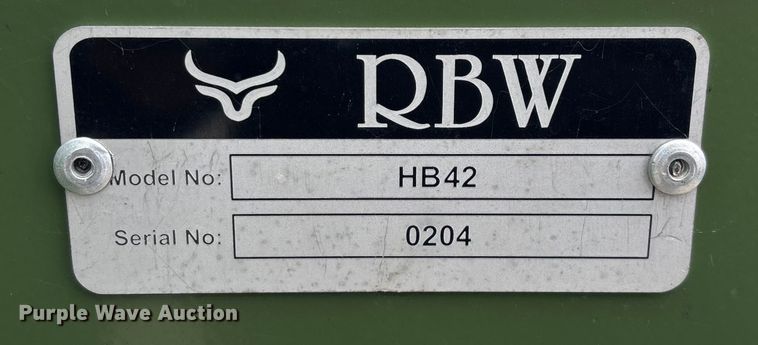 RBW
Model No: HB42
Serial No: 0204
Purple Wave Auction